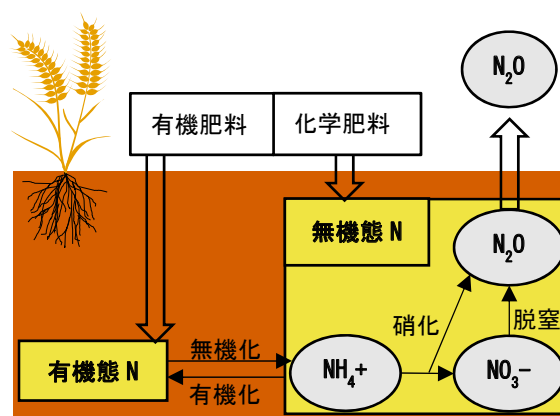 N₂O
有機肥料
化学肥料
無機態 N
N₂O
硝化
脱窒
無機化
有機態 N
有機化
NH₄+
NO₃−